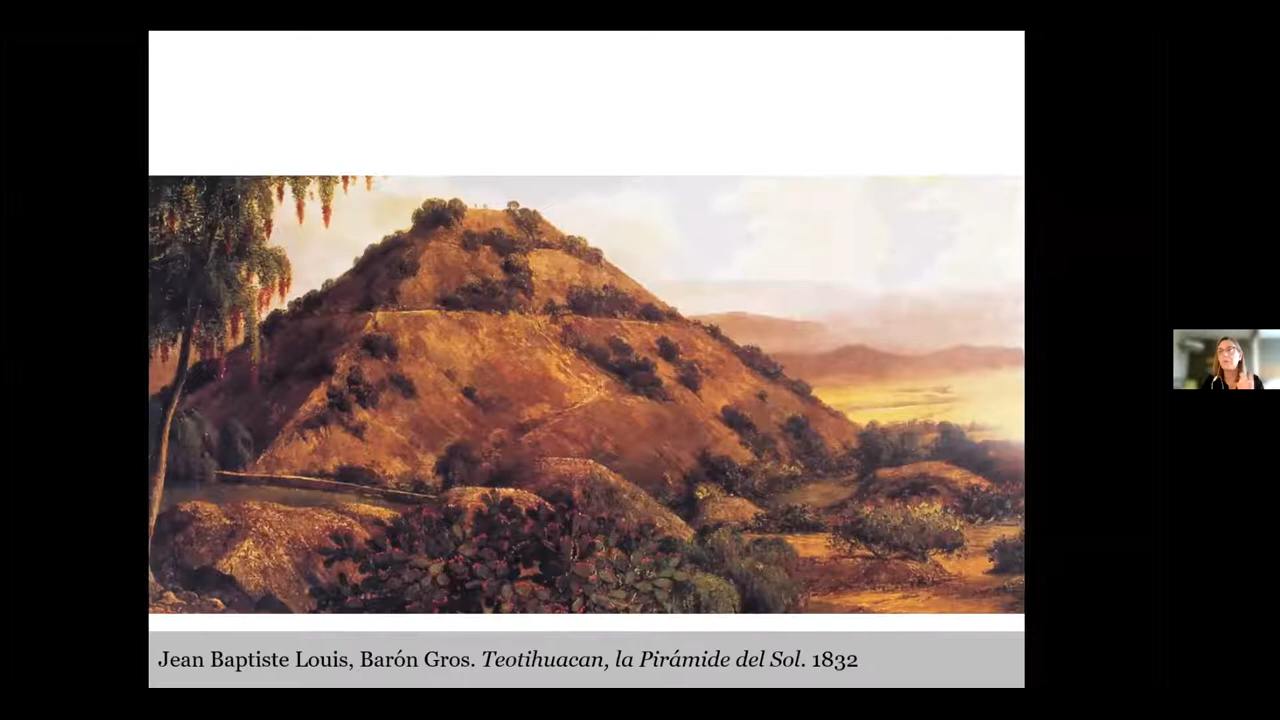 Jean Baptiste Louis, Barón Gros. Teotihuacan, la Pirámide del Sol. 1832